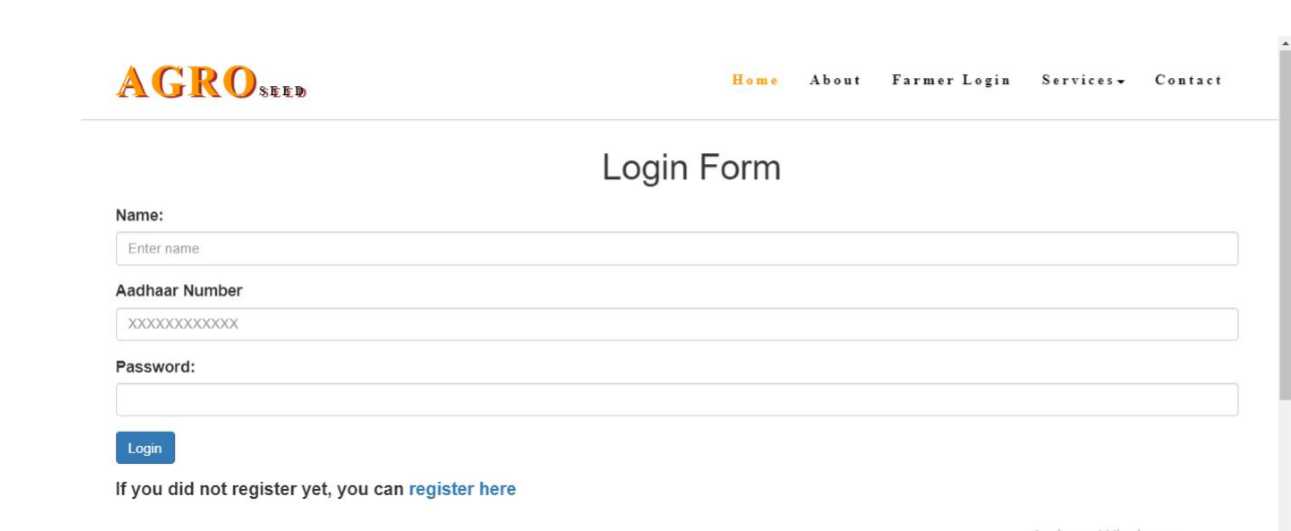 AGRO SEED
Home About Farmer Login Services Contact
Login Form
Name:
Enter name
Aadhaar Number
XXXXXXXXXXXX
Password:
Login
If you did not register yet, you can register here